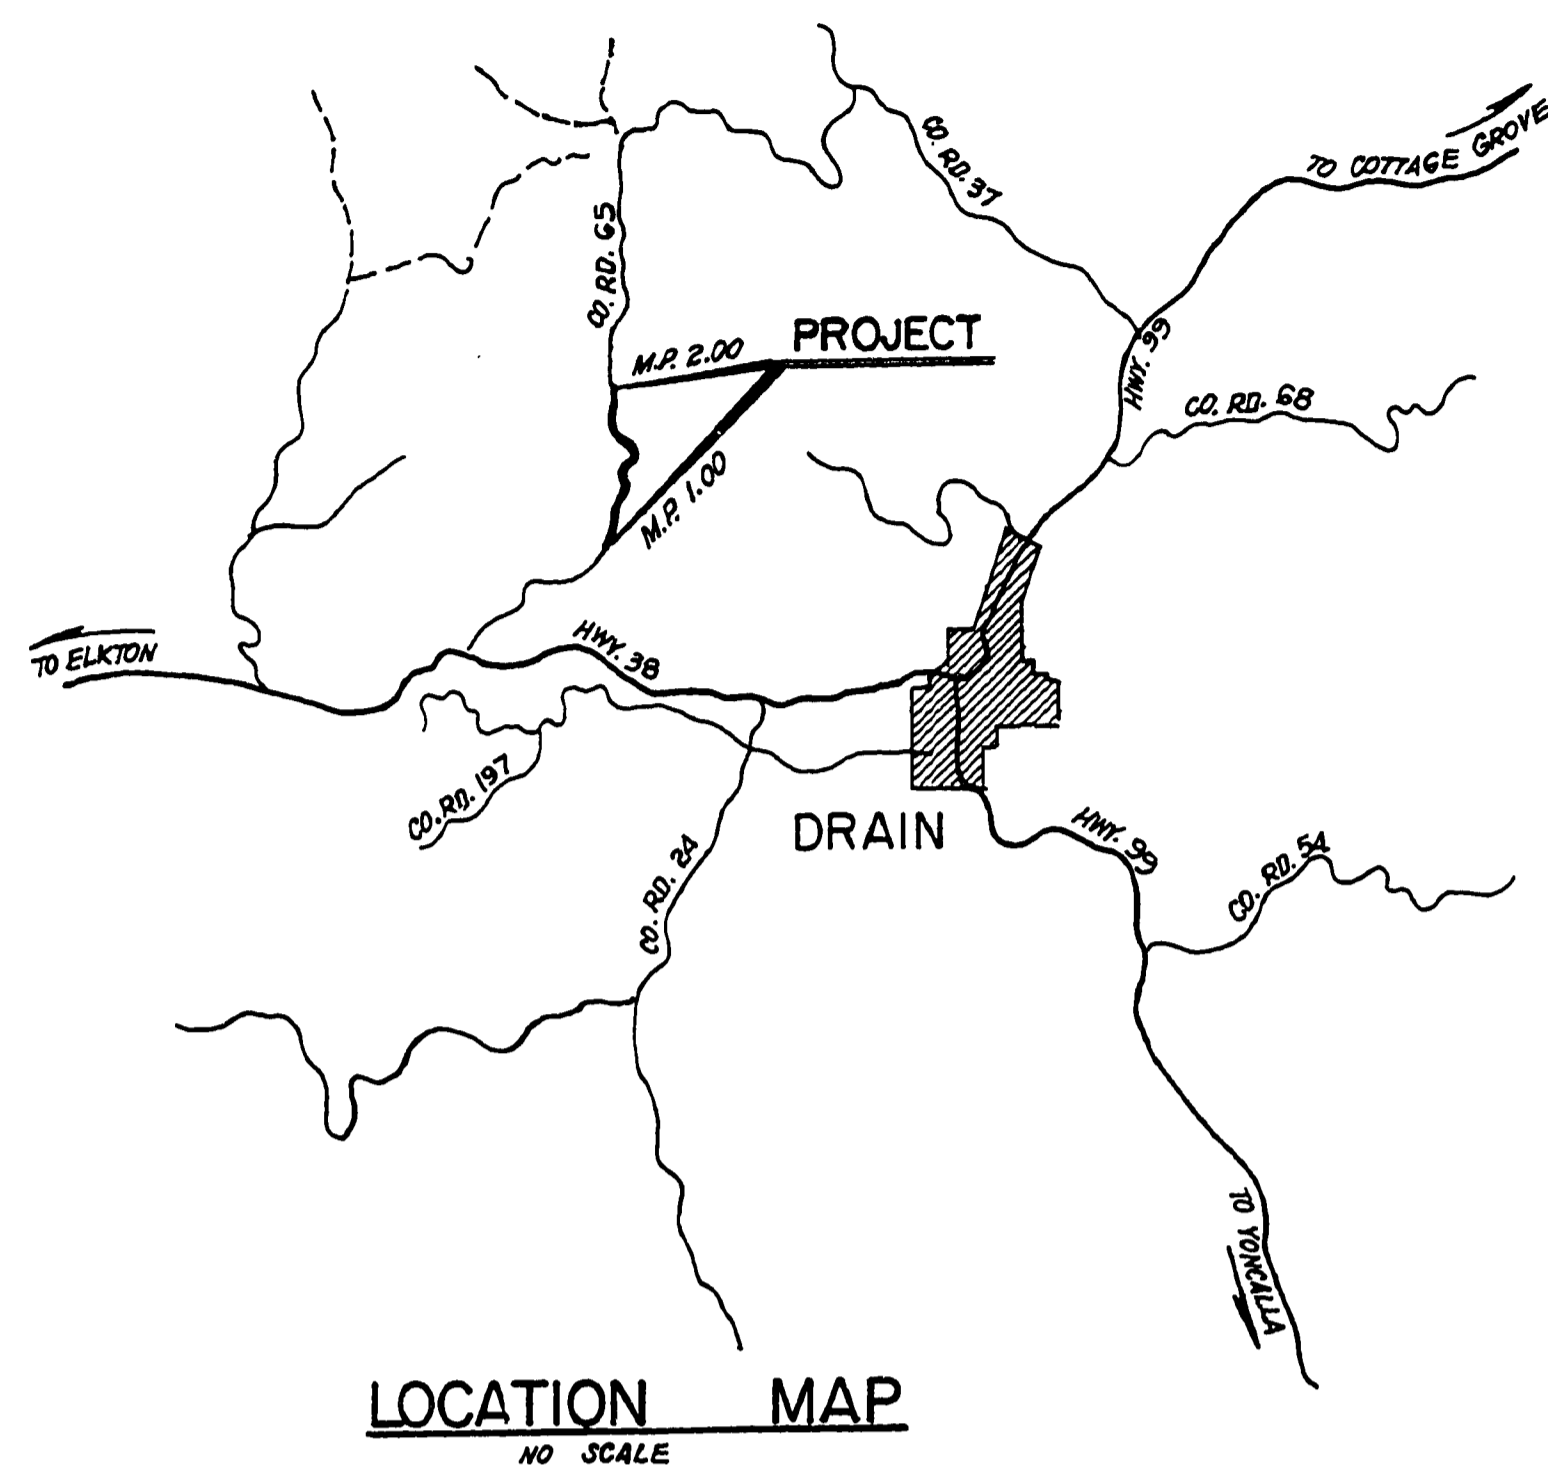 CO. RD. 37
TO COTTAGE GROVE
CO. RD. 65
PROJECT
M.P. 2.00
HWY. 99
CO. RD. 68
M.P. 1.00
TO ELKTON
HWY. 38
CO. RD. 197
DRAIN
HWY. 99
CO. RD. 2A
CO. RD. 5A
TO YONCALLA
LOCATION MAP
NO SCALE